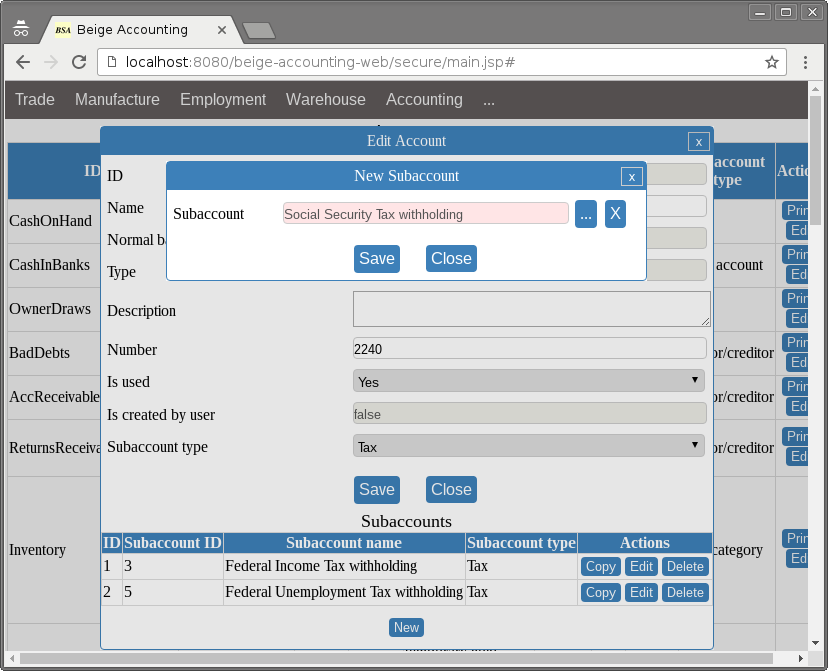 BSA Beige Accounting
localhost:8080/beige-accounting-web/secure/main.jsp#
Trade Manufacture Employment Warehouse Accounting ...
Edit Account x
ID
New Subaccount x
Subaccount Social Security Tax withholding ... X
Save Close
ID
Name
Normal
Type
Description
Number 2240
Is used Yes
Is created by user false
Subaccount type Tax
Save Close
Subaccounts
ID Subaccount ID Subaccount name Subaccount type Actions
1 3 Federal Income Tax withholding Tax Copy Edit Delete
2 5 Federal Unemployment Tax withholding Tax Copy Edit Delete
New
CashOnHand
CashInBanks account
OwnerDraws
BadDebts or/creditor
AccReceivable or/creditor
ReturnsReceiva or/creditor
Inventory category
account
type
Actio
Prin
Edi
Prin
Edi
Prin
Edi
Prin
Edi
Prin
Edi
Prin
Edi
Prin
Edi